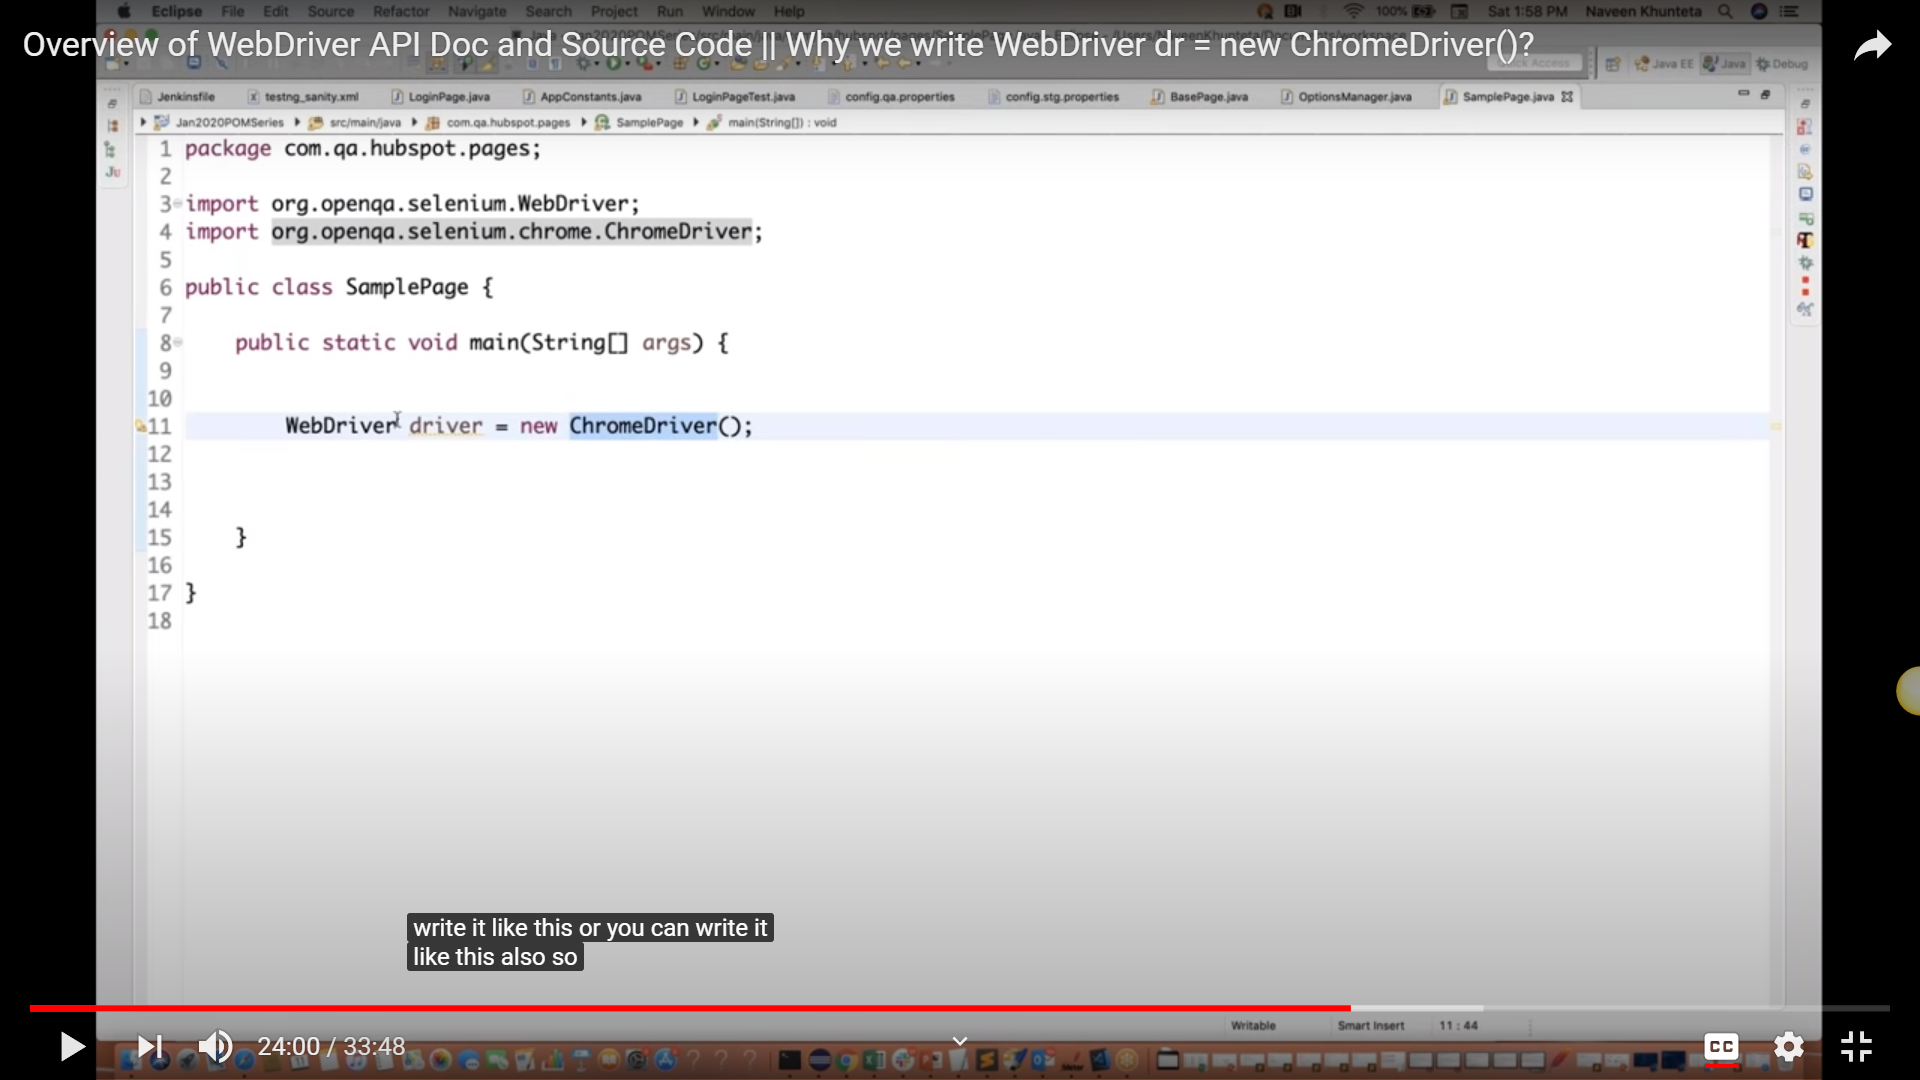 Eclipse File Edit Source Refactor Navigate Search Project Run Window Help 100% Sat 1:58 PM Naveen Khunteta
Overview of WebDriver API Doc and Source Code || Why we write WebDriver dr = new ChromeDriver()?
Quick Access Java EE Java Debug
Jenkinsfile testng_sanity.xml LoginPage.java AppConstants.java LoginPageTest.java config.qa.properties config.stg.properties BasePage.java OptionsManager.java SamplePage.java
Jan2020POMSeries src/main/java com.qa.hubspot.pages SamplePage main(String[]) : void
1 package com.qa.hubspot.pages;
2
3 import org.openqa.selenium.WebDriver;
4 import org.openqa.selenium.chrome.ChromeDriver;
5
6 public class SamplePage {
7
8 public static void main(String[] args) {
9
10
11 WebDriver driver = new ChromeDriver();
12
13
14
15 }
16
17 }
18
write it like this or you can write it
like this also so
Writable Smart Insert 11 : 44
24:00 / 33:48 CC